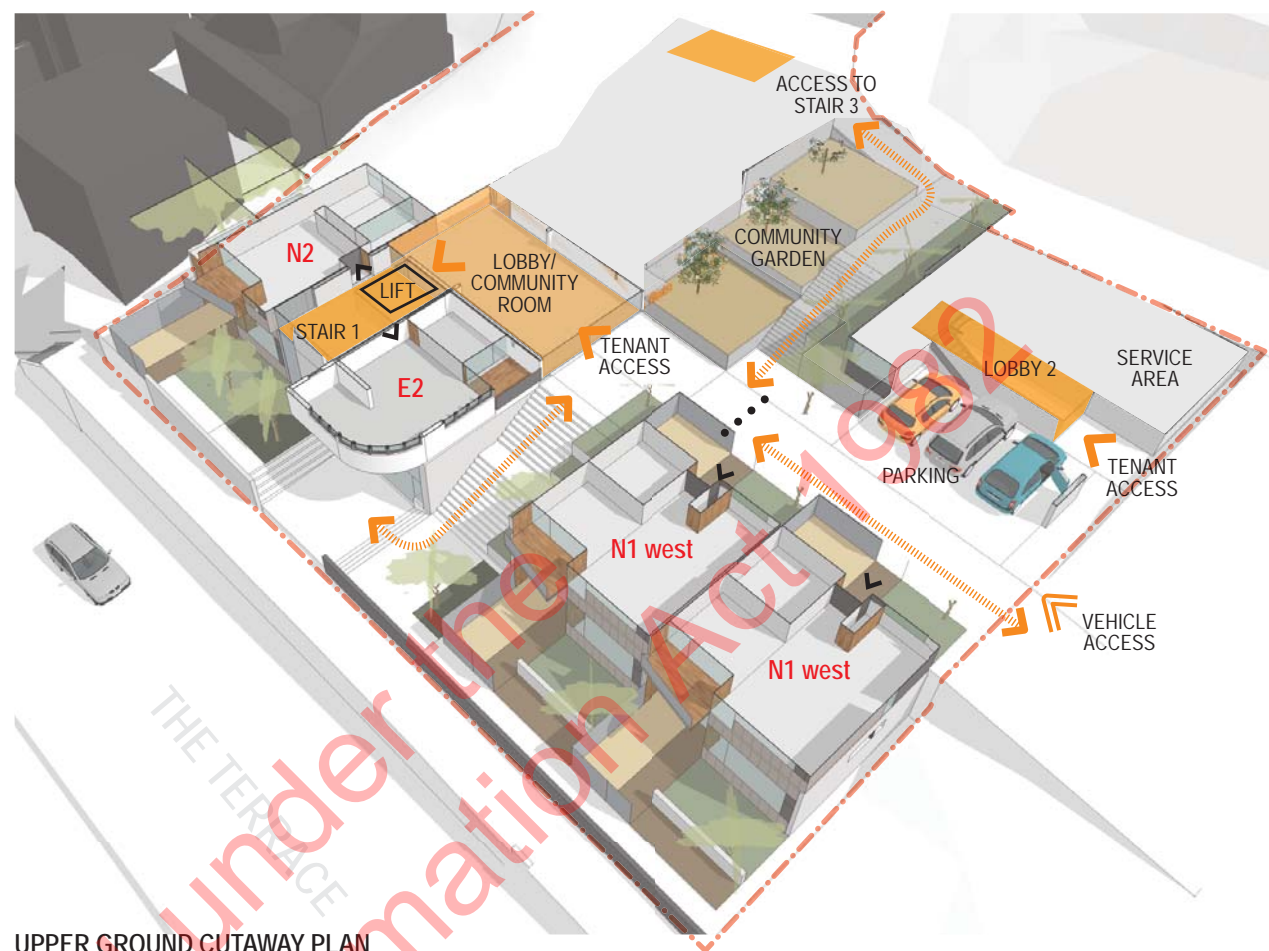 ACCESS TO
STAIR 3
COMMUNITY
GARDEN
N2
LOBBY/
COMMUNITY
ROOM
LIFT
STAIR 1
TENANT
ACCESS
E2
LOBBY 2
SERVICE
AREA
PARKING
TENANT
ACCESS
N1 west
N1 west
VEHICLE
ACCESS
THE TERRACE
under the
mation Act 1982
UPPER GROUND CUTAWAY PLAN